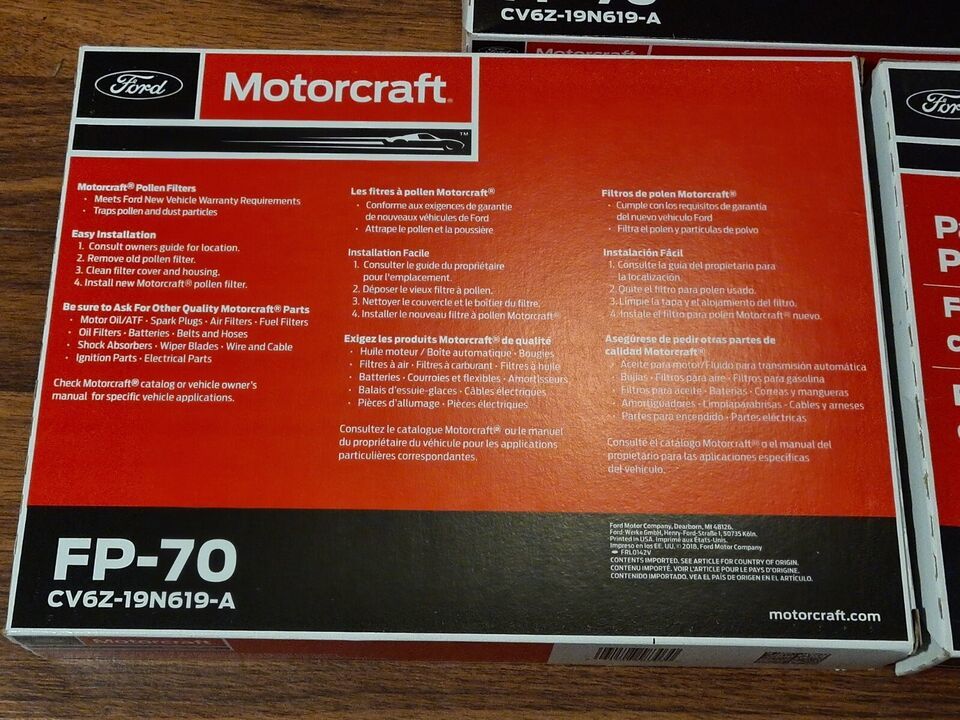 FP-70
CV6Z-19N619-A
Motorcraft
Ford
Motorcraft®
™
Motorcraft® Pollen Filters
· Meets Ford New Vehicle Warranty Requirements
· Traps pollen and dust particles
Easy Installation
1. Consult owners guide for location.
2. Remove old pollen filter.
3. Clean filter cover and housing.
4. Install new Motorcraft® pollen filter.
Be sure to Ask For Other Quality Motorcraft® Parts
· Motor Oil/ATF · Spark Plugs · Air Filters · Fuel Filters
· Oil Filters · Batteries · Belts and Hoses
· Shock Absorbers · Wiper Blades · Wire and Cable
· Ignition Parts · Electrical Parts
Check Motorcraft® catalog or vehicle owner's
manual for specific vehicle applications.
Les fitres à pollen Motorcraft®
· Conforme aux exigences de garantie
de nouveaux véhicules de Ford
· Attrape le pollen et la poussière
Installation Facile
1. Consulter le guide du propriétaire
pour l'emplacement.
2. Déposer le vieux filtre à pollen.
3. Nettoyer le couvercle et le boîtier du filtre.
4. Installer le nouveau filtre à pollen Motorcraft®
Exigez les produits Motorcraft® de qualité
· Huile moteur / Boîte automatique · Bougies
· Filtres à air · Filtres à carburant · Filtres à huile
· Batteries · Courroies et flexibles · Amortisseurs
· Balais d'essuie-glaces · Câbles électriques
· Pièces d'allumage · Pièces électriques
Consultez le catalogue Motorcraft® ou le manuel
du propriétaire du véhicule pour les applications
particulières correspondantes.
Filtros de polen Motorcraft®
· Cumple con los requisitos de garantía
del nuevo vehículo Ford
· Filtra el polen y partículas de polvo
Instalación Fácil
1. Consulte la guía del propietario para
la localización.
2. Quite el filtro para polen usado.
3. Limpie la tapa y el alojamiento del filtro.
4. Instale el filtro para polen Motorcraft® nuevo.
Asegúrese de pedir otras partes de
calidad Motorcraft®
· Aceite para motor/Fluido para transmisión automática
· Bujías · Filtros para aire · Filtros para gasolina
· Filtros para aceite · Baterías · Correas y mangueras
· Amortiguadores · Limpiaparabrisas · Cables y arneses
· Partes para encendido · Partes eléctricas
Consulte el catálogo Motorcraft® o el manual del
propietario para las aplicaciones específicas
del vehículo.
FP-70
CV6Z-19N619-A
Ford Motor Company, Dearborn, MI 48126.
Ford-Werke GmbH, Henry-Ford-Straße 1, 50735 Köln.
Printed in USA. Imprimé aux États-Unis.
Impreso en los EE. UU. © 2018, Ford Motor Company
FRL0142V
CONTENTS IMPORTED. SEE ARTICLE FOR COUNTRY OF ORIGIN.
CONTENU IMPORTÉ. VOIR L'ARTICLE POUR LE PAYS D'ORIGINE.
CONTENIDO IMPORTADO. VEA EL PAÍS DE ORIGEN EN EL ARTÍCULO.
motorcraft.com
Motorcraft